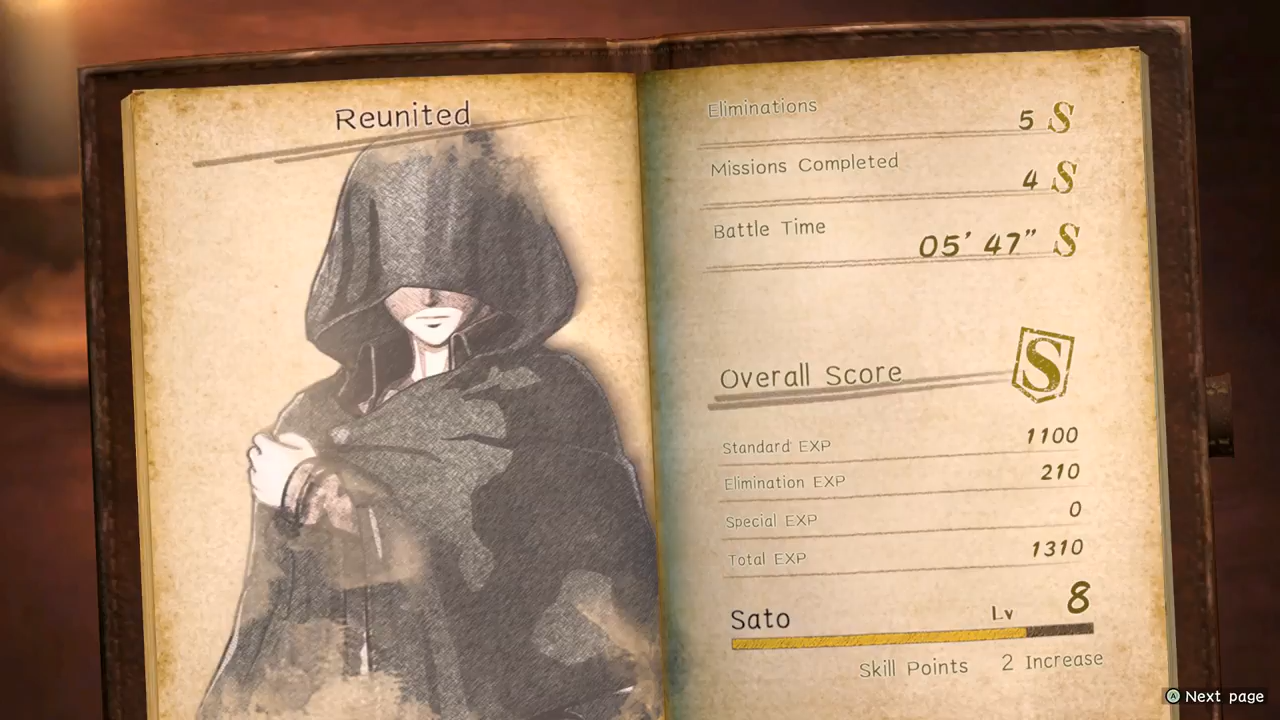 Reunited
Eliminations 5 S
Missions Completed 4 S
Battle Time 05' 47" S
Overall Score S
Standard EXP 1100
Elimination EXP 210
Special EXP 0
Total EXP 1310
Sato Lv 8
Skill Points 2 Increase
A Next page